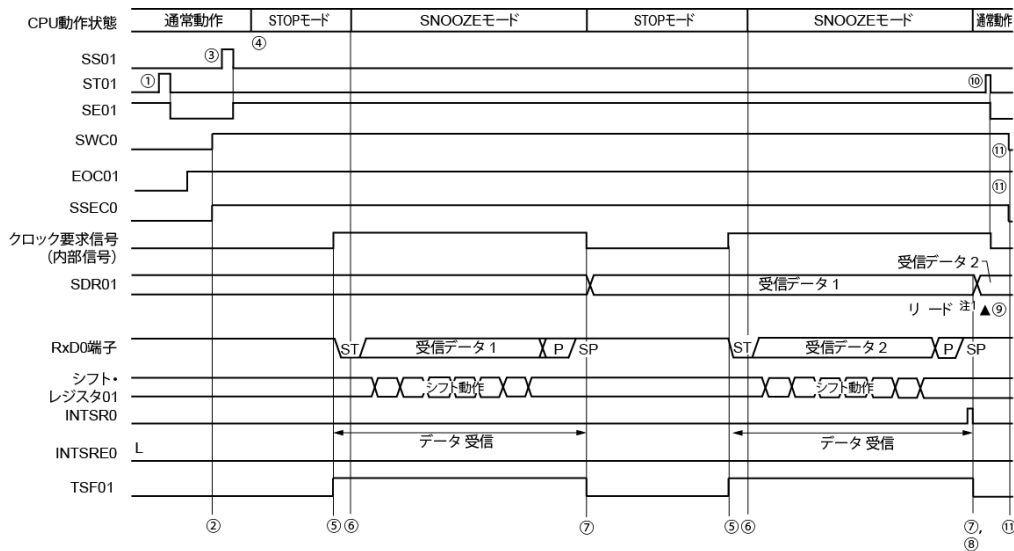 CPU動作状態 通常動作 STOPモード SNOOZEモード STOPモード SNOOZEモード 通常動作
④
SS01 ③
ST01 ① ⑩
SE01
SWC0 ⑪
EOC01 ⑪
SSEC0
クロック要求信号
(内部信号)
受信データ 2
SDR01 受信データ 1
リード 注1 ▲⑨
RxD0端子 ST 受信データ 1 P SP ST 受信データ 2 P SP
シフト・
レジスタ01 シフト動作 シフト動作
INTSR0
データ 受信 データ 受信
INTSRE0 L
TSF01
② ⑤ ⑥ ⑦ ⑤ ⑥ ⑦, ⑪
⑧